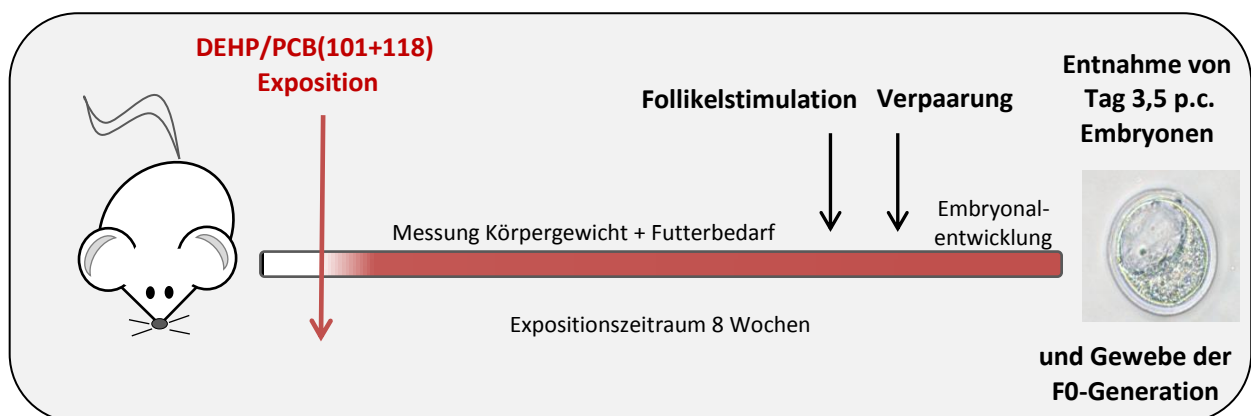 DEHP/PCB(101+118)
Exposition
Follikelstimulation
Verpaarung
Entnahme von
Tag 3,5 p.c.
Embryonen
Messung Körpergewicht + Futterbedarf
Embryonal-
entwicklung
Expositionszeitraum 8 Wochen
und Gewebe der
F0-Generation